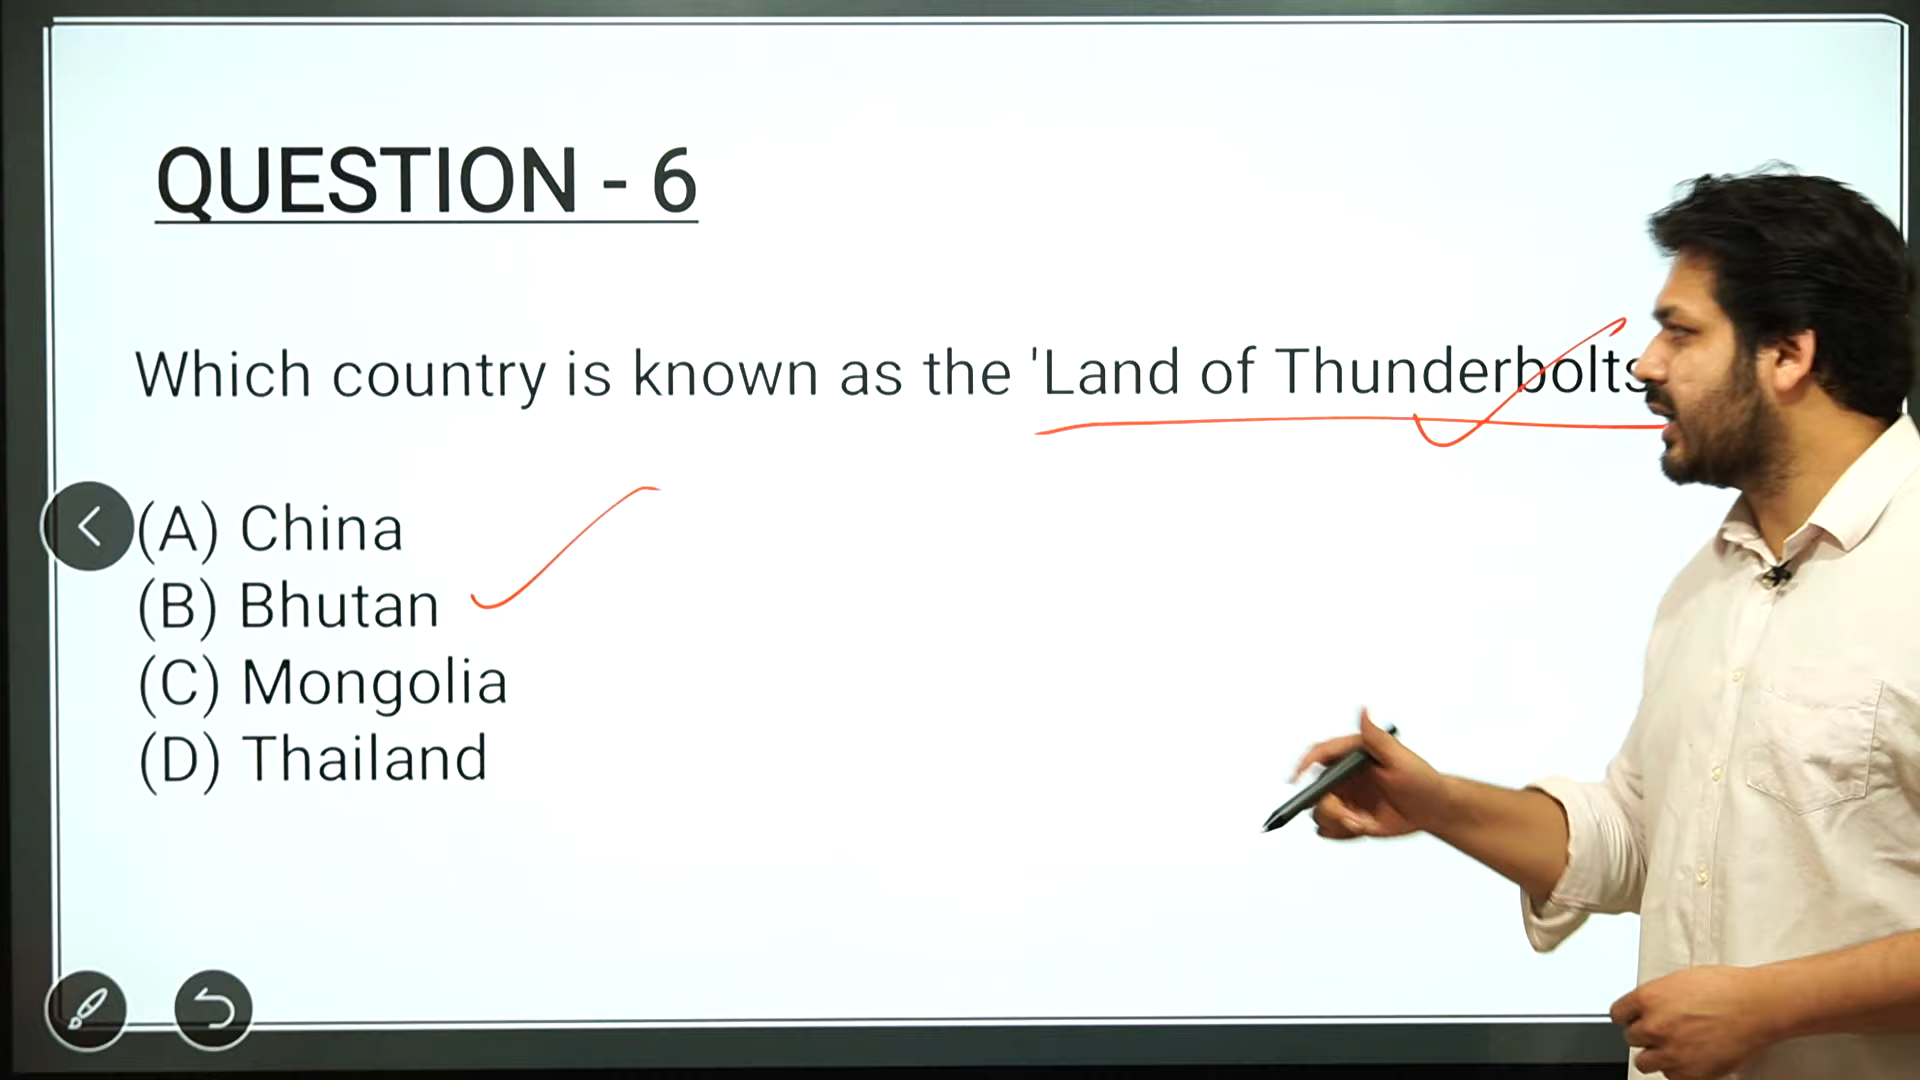 QUESTION - 6
Which country is known as the 'Land of Thunderbolts
(A) China
(B) Bhutan
(C) Mongolia
(D) Thailand